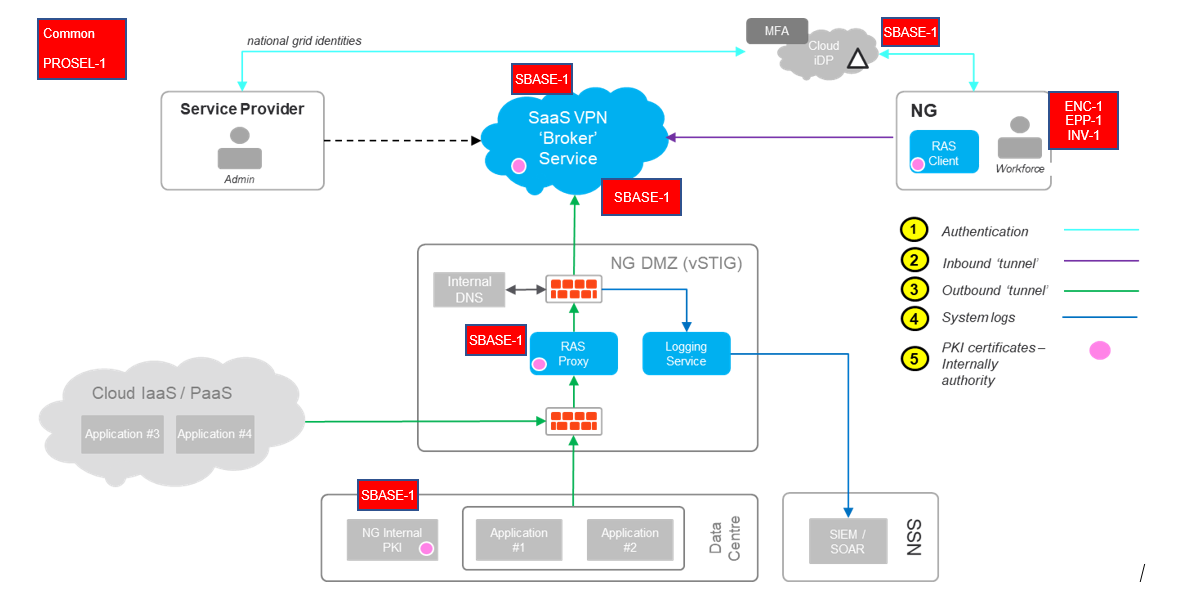 Common
PROSEL-1
national grid identities
MFA
Cloud
iDP
SBASE-1
Service Provider
Admin
SBASE-1
SaaS VPN
‘Broker’
Service
NG
RAS
Client
Workforce
ENC-1
EPP-1
INV-1
SBASE-1
1
Authentication
2
Inbound ‘tunnel’
3
Outbound ‘tunnel’
4
System logs
5
PKI certificates –
Internally
authority
NG DMZ (vSTIG)
Internal
DNS
SBASE-1
RAS
Proxy
Logging
Service
Cloud IaaS / PaaS
Application #3
Application #4
SBASE-1
NG Internal
PKI
Application
#1
Application
#2
Data
Centre
SIEM /
SOAR
SSN
/